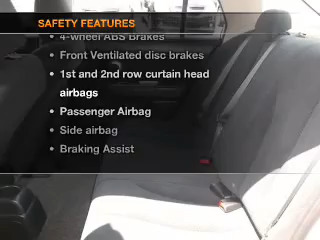 SAFETY FEATURES
• 4-wheel ABS Brakes
• Front Ventilated disc brakes
• 1st and 2nd row curtain head
airbags
• Passenger Airbag
• Side airbag
• Braking Assist